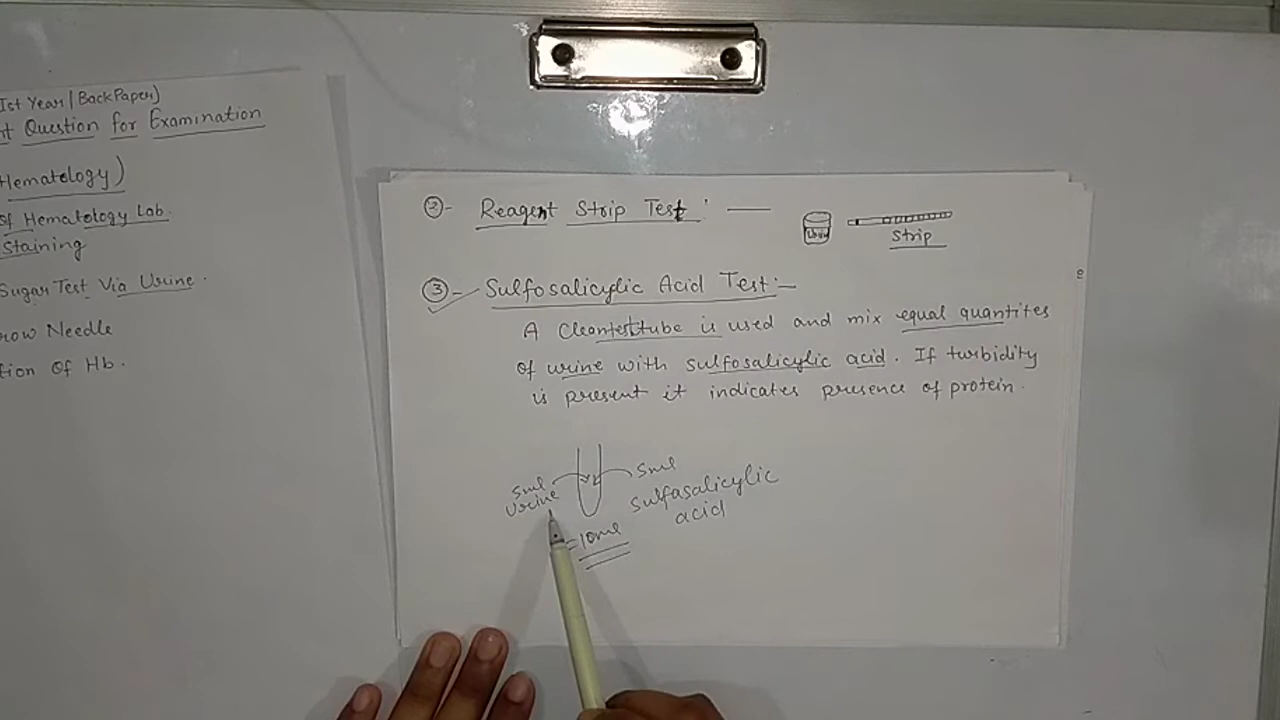 Ist Year | Back Paper)
nt Question for Examination
Hematology)
Of Hematology Lab.
Staining
Sugar Test Via Urine.
row Needle
tion Of Hb.
②- Reagent Strip Test: —
Urine
Strip
③- Sulfosalicylic Acid Test:-
A Cleantesttube is used and mix equal quantites
of urine with sulfosalicylic acid. If turbidity
is present it indicates presence of protein.
5ml
Urine
5ml
Sulfasalicylic
acid
=10ml